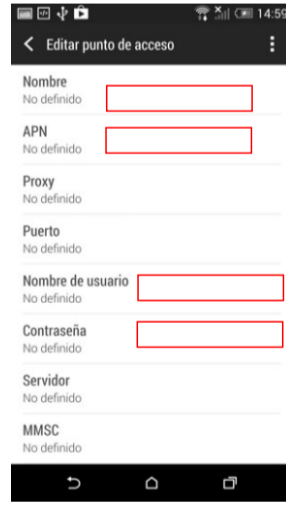 14:59
Editar punto de acceso
Nombre
No definido
APN
No definido
Proxy
No definido
Puerto
No definido
Nombre de usuario
No definido
Contraseña
No definido
Servidor
No definido
MMSC
No definido